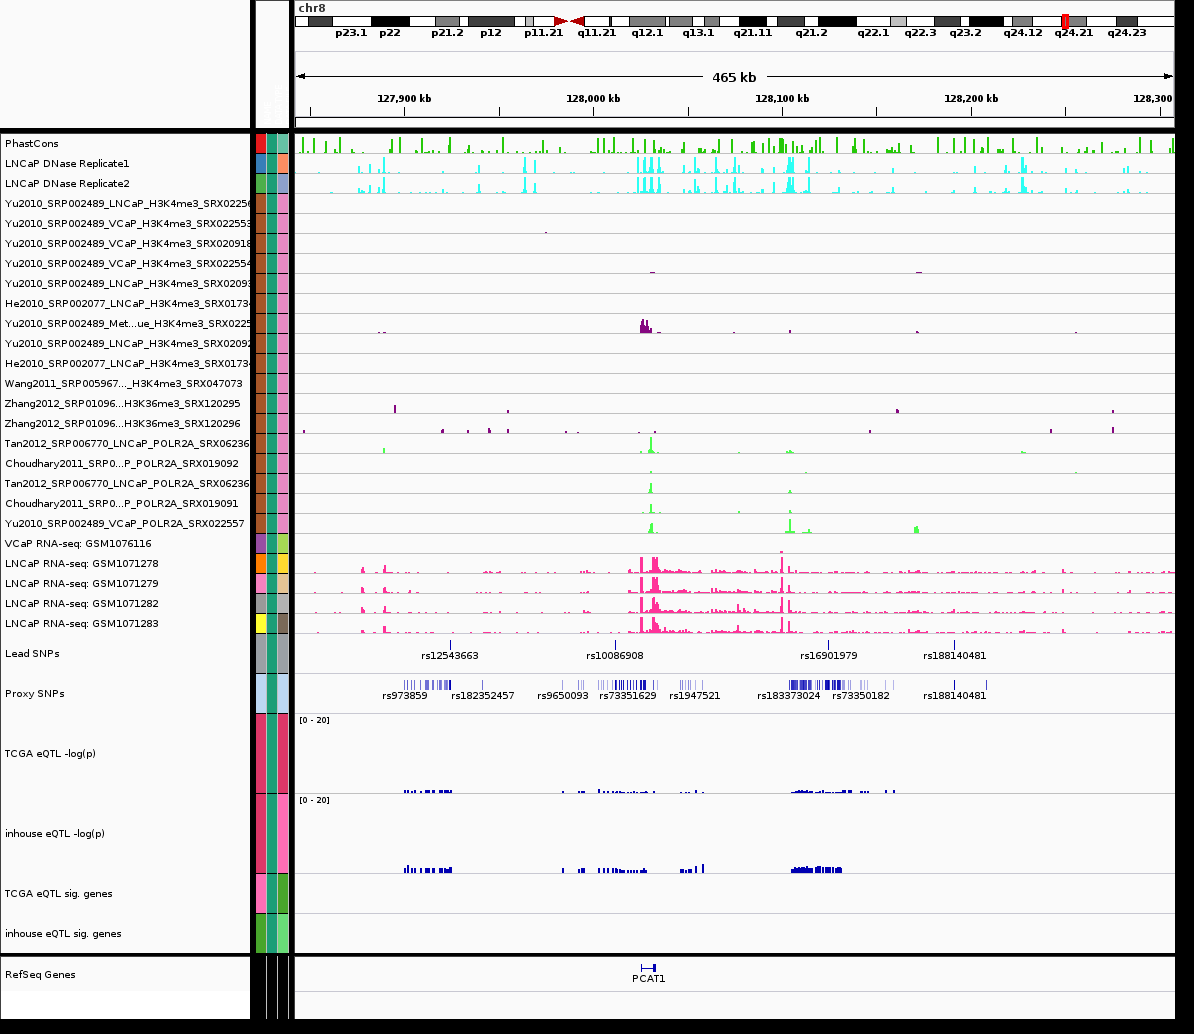 chr8
p23.1 p22 p21.2 p12 p11.21 q11.21 q12.1 q13.1 q21.11 q21.2 q22.1 q22.3 q23.2 q24.12 q24.21 q24.23
465 kb
127,900 kb 128,000 kb 128,100 kb 128,200 kb 128,300
PhastCons
LNCaP DNase Replicate1
LNCaP DNase Replicate2
Yu2010_SRP002489_LNCaP_H3K4me3_SRX02256
Yu2010_SRP002489_VCaP_H3K4me3_SRX022553
Yu2010_SRP002489_VCaP_H3K4me3_SRX020918
Yu2010_SRP002489_VCaP_H3K4me3_SRX022554
Yu2010_SRP002489_LNCaP_H3K4me3_SRX02093
He2010_SRP002077_LNCaP_H3K4me3_SRX01734
Yu2010_SRP002489_Met...ue_H3K4me3_SRX0225
Yu2010_SRP002489_LNCaP_H3K4me3_SRX02092
He2010_SRP002077_LNCaP_H3K4me3_SRX01734
Wang2011_SRP005967..._H3K4me3_SRX047073
Zhang2012_SRP01096...H3K36me3_SRX120295
Zhang2012_SRP01096...H3K36me3_SRX120296
Tan2012_SRP006770_LNCaP_POLR2A_SRX06236
Choudhary2011_SRP0...P_POLR2A_SRX019092
Tan2012_SRP006770_LNCaP_POLR2A_SRX06236
Choudhary2011_SRP0...P_POLR2A_SRX019091
Yu2010_SRP002489_VCaP_POLR2A_SRX022557
VCaP RNA-seq: GSM1076116
LNCaP RNA-seq: GSM1071278
LNCaP RNA-seq: GSM1071279
LNCaP RNA-seq: GSM1071282
LNCaP RNA-seq: GSM1071283
Lead SNPs
rs12543663 rs10086908 rs16901979 rs188140481
Proxy SNPs
rs973859 rs182352457 rs9650093 rs73351629 rs1947521 rs183373024 rs73350182 rs188140481
[0 - 20]
TCGA eQTL -log(p)
[0 - 20]
inhouse eQTL -log(p)
TCGA eQTL sig. genes
inhouse eQTL sig. genes
RefSeq Genes
PCAT1